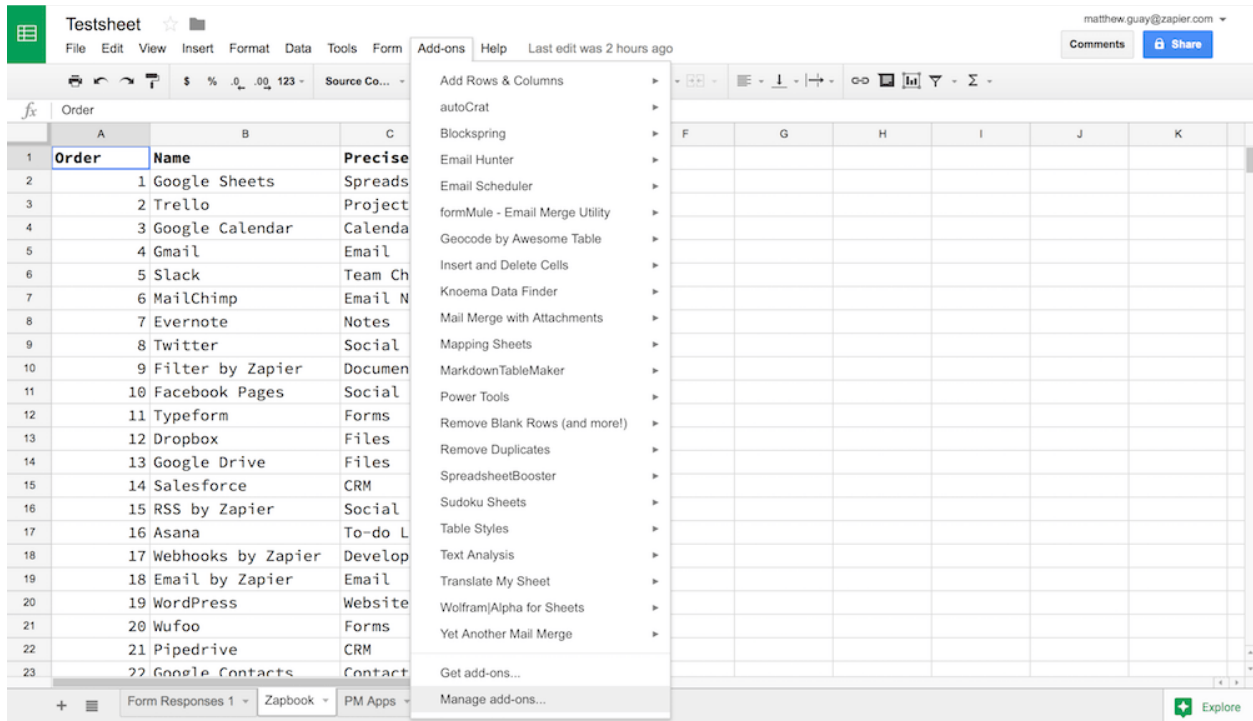 Testsheet
matthew.guay@zapier.com
File Edit View Insert Format Data Tools Form Add-ons Help Last edit was 2 hours ago
Comments Share
$ % .0 .00 123 Source Co...
fx Order
A B C F G H I J K
1 Order Name Precise
2 1 Google Sheets Spreads
3 2 Trello Project
4 3 Google Calendar Calenda
5 4 Gmail Email
6 5 Slack Team Ch
7 6 MailChimp Email N
8 7 Evernote Notes
9 8 Twitter Social
10 9 Filter by Zapier Documen
11 10 Facebook Pages Social
12 11 Typeform Forms
13 12 Dropbox Files
14 13 Google Drive Files
15 14 Salesforce CRM
16 15 RSS by Zapier Social
17 16 Asana To-do L
18 17 Webhooks by Zapier Develop
19 18 Email by Zapier Email
20 19 WordPress Website
21 20 Wufoo Forms
22 21 Pipedrive CRM
23 22 Google Contacts Contact
Add Rows & Columns
autoCrat
Blockspring
Email Hunter
Email Scheduler
formMule - Email Merge Utility
Geocode by Awesome Table
Insert and Delete Cells
Knoema Data Finder
Mail Merge with Attachments
Mapping Sheets
MarkdownTableMaker
Power Tools
Remove Blank Rows (and more!)
Remove Duplicates
SpreadsheetBooster
Sudoku Sheets
Table Styles
Text Analysis
Translate My Sheet
Wolfram|Alpha for Sheets
Yet Another Mail Merge
Get add-ons...
Manage add-ons...
Form Responses 1 Zapbook PM Apps
Explore